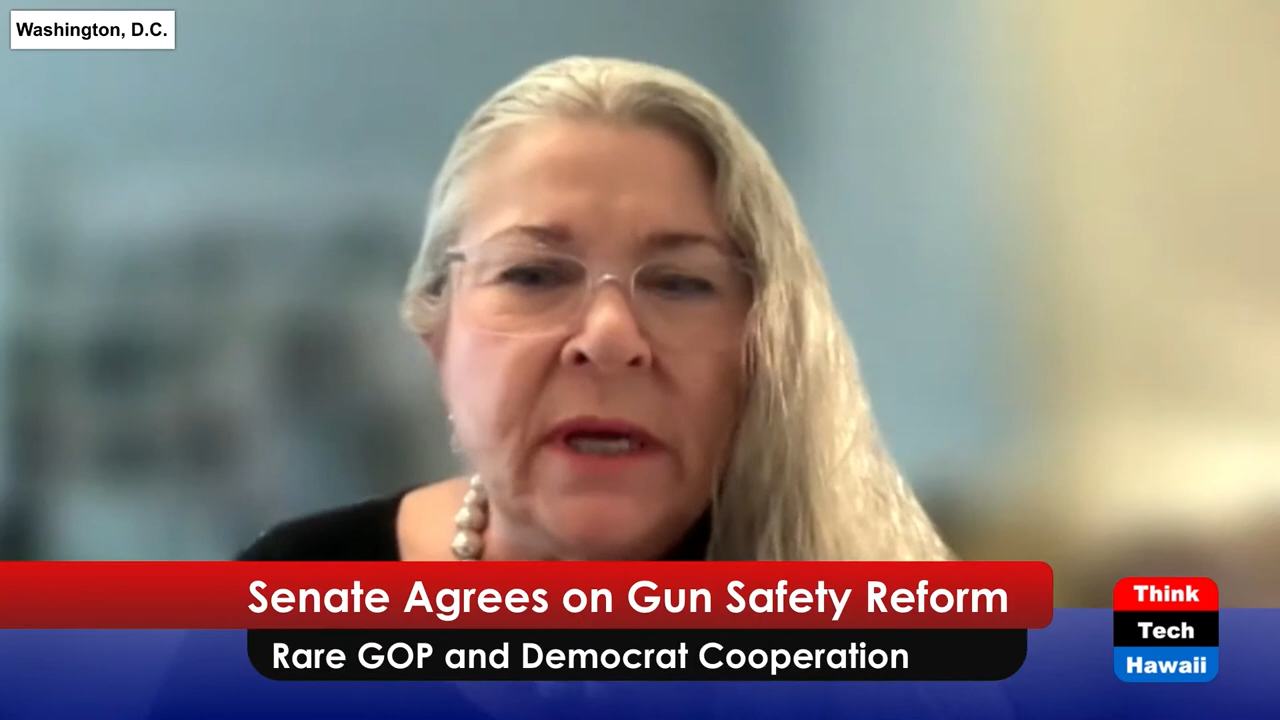 Washington, D.C.
Senate Agrees on Gun Safety Reform
Rare GOP and Democrat Cooperation
Think
Tech
Hawaii